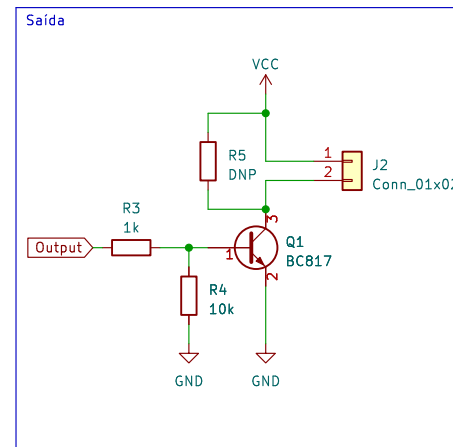 Saída
VCC
R5
DNP
1
2
J2
Conn_01x02
R3
1k
Output
3
Q1
BC817
1
2
R4
10k
GND
GND